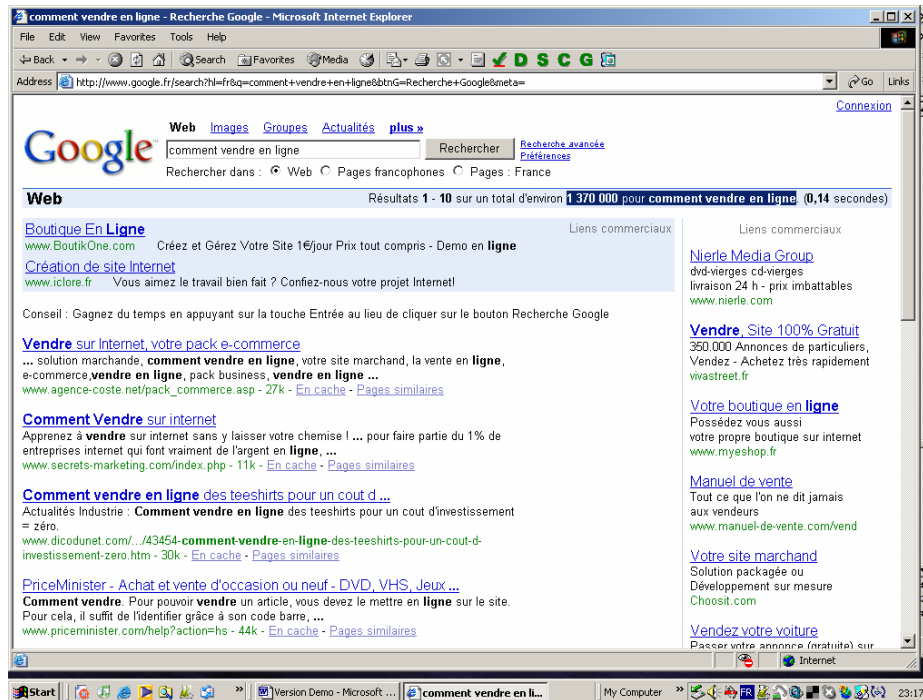 comment vendre en ligne - Recherche Google - Microsoft Internet Explorer
File Edit View Favorites Tools Help
Back Search Favorites Media D S C G
Address http://www.google.fr/search?hl=fr&q=comment+vendre+en+ligne&btnG=Recherche+Google&meta= Go Links
Connexion
Google
Web Images Groupes Actualités plus »
comment vendre en ligne Rechercher Recherche avancée
Préférences
Rechercher dans : Web Pages francophones Pages : France
Web Résultats 1 - 10 sur un total d'environ 1 370 000 pour comment vendre en ligne. (0,14 secondes)
Boutique En Ligne Liens commerciaux
www.BoutikOne.com Créez et Gérez Votre Site 1€/jour Prix tout compris - Demo en ligne
Création de site Internet
www.iclore.fr Vous aimez le travail bien fait ? Confiez-nous votre projet Internet!
Conseil : Gagnez du temps en appuyant sur la touche Entrée au lieu de cliquer sur le bouton Recherche Google
Vendre sur Internet, votre pack e-commerce
... solution marchande, comment vendre en ligne, votre site marchand, la vente en ligne,
e-commerce,vendre en ligne, pack business, vendre en ligne ...
www.agence-coste.net/pack_commerce.asp - 27k - En cache - Pages similaires
Comment Vendre sur internet
Apprenez à vendre sur internet sans y laisser votre chemise ! ... pour faire partie du 1% de
entreprises internet qui font vraiment de l'argent en ligne, ...
www.secrets-marketing.com/index.php - 11k - En cache - Pages similaires
Comment vendre en ligne des teeshirts pour un cout d ...
Actualités Industrie : Comment vendre en ligne des teeshirts pour un cout d'investissement
= zéro.
www.dicodunet.com/.../43454-comment-vendre-en-ligne-des-teeshirts-pour-un-cout-d-
investissement-zero.htm - 30k - En cache - Pages similaires
PriceMinister - Achat et vente d'occasion ou neuf - DVD, VHS, Jeux ...
Comment vendre. Pour pouvoir vendre un article, vous devez le mettre en ligne sur le site.
Pour cela, il suffit de l'identifier grâce à son code barre, ...
www.priceminister.com/help?action=hs - 44k - En cache - Pages similaires
Liens commerciaux
Nierle Media Group
dvd-vierges cd-vierges
livraison 24 h - prix imbattables
www.nierle.com
Vendre, Site 100% Gratuit
350.000 Annonces de particuliers,
Vendez - Achetez très rapidement
vivastreet.fr
Votre boutique en ligne
Possédez vous aussi
votre propre boutique sur internet
www.myeshop.fr
Manuel de vente
Tout ce que l'on ne dit jamais
aux vendeurs
www.manuel-de-vente.com/vend
Votre site marchand
Solution packagée ou
Développement sur mesure
Choosit.com
Vendez votre voiture
Passer votre annonce (gratuite) sur
Internet
Start » Version Demo - Microsoft ... comment vendre en li... My Computer » FR 23:17